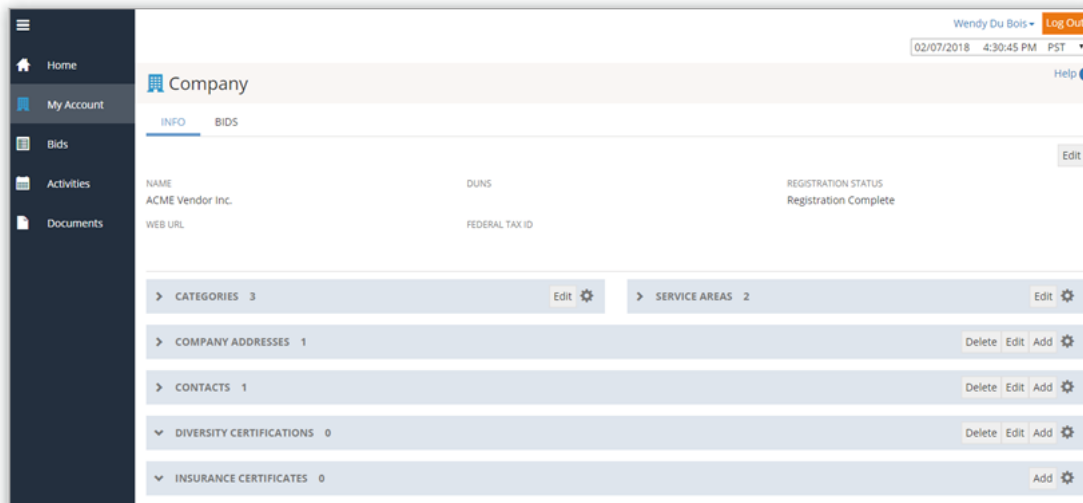 Wendy Du Bois
Log Out
02/07/2018 4:30:45 PM PST
Home
My Account
Bids
Activities
Documents
Company
Help
INFO BIDS
Edit
NAME DUNS REGISTRATION STATUS
ACME Vendor Inc. Registration Complete
WEB URL FEDERAL TAX ID
CATEGORIES 3 Edit
SERVICE AREAS 2 Edit
COMPANY ADDRESSES 1 Delete Edit Add
CONTACTS 1 Delete Edit Add
DIVERSITY CERTIFICATIONS 0 Delete Edit Add
INSURANCE CERTIFICATES 0 Add